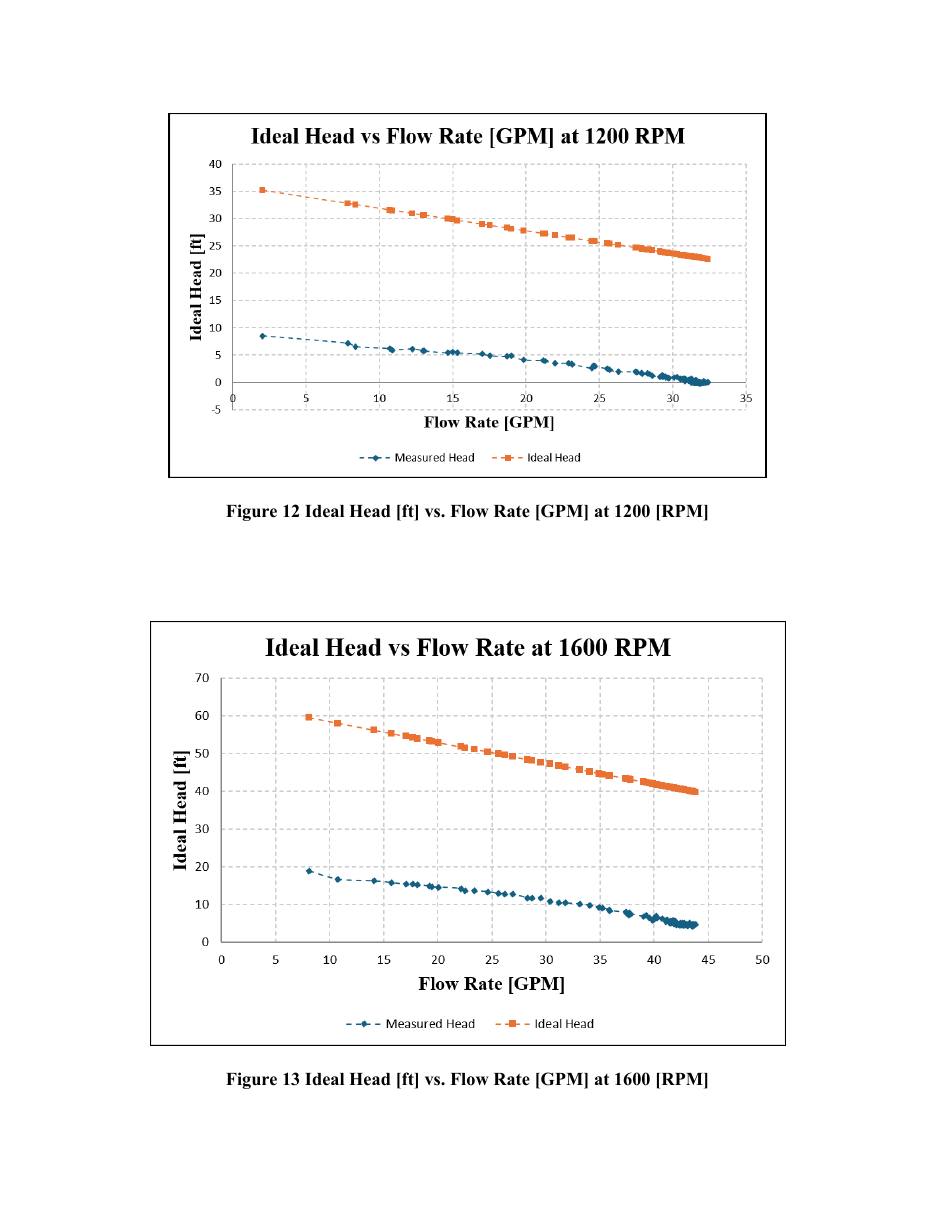 Ideal Head vs Flow Rate [GPM] at 1200 RPM
40
35
30
25
20
15
10
5
0
-5
Ideal Head [ft]
0 5 10 15 20 25 30 35
Flow Rate [GPM]
Measured Head Ideal Head
Figure 12 Ideal Head [ft] vs. Flow Rate [GPM] at 1200 [RPM]
Ideal Head vs Flow Rate at 1600 RPM
70
60
50
40
30
20
10
0
Ideal Head [ft]
0 5 10 15 20 25 30 35 40 45 50
Flow Rate [GPM]
Measured Head Ideal Head
Figure 13 Ideal Head [ft] vs. Flow Rate [GPM] at 1600 [RPM]